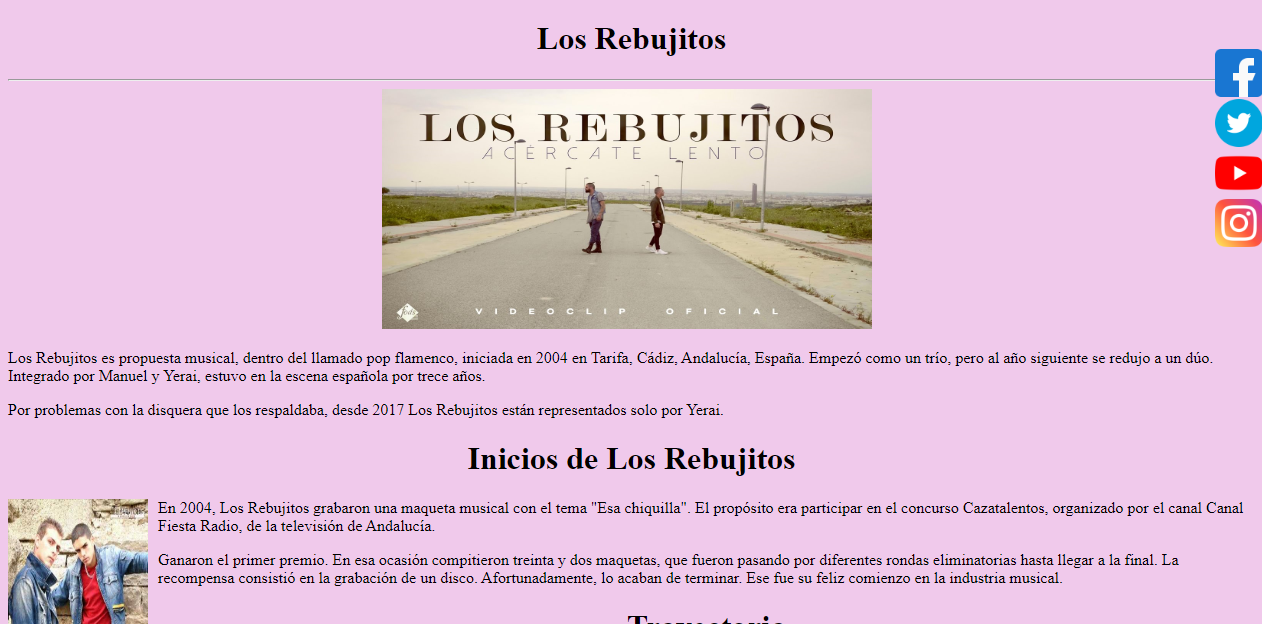 Los Rebujitos
LOS REBUJITOS
ACÉRCATE LENTO
VIDEOCLIP OFICIAL
Los Rebujitos es propuesta musical, dentro del llamado pop flamenco, iniciada en 2004 en Tarifa, Cádiz, Andalucía, España. Empezó como un trío, pero al año siguiente se redujo a un dúo.
Integrado por Manuel y Yerai, estuvo en la escena española por trece años.
Por problemas con la disquera que los respaldaba, desde 2017 Los Rebujitos están representados solo por Yerai.
Inicios de Los Rebujitos
En 2004, Los Rebujitos grabaron una maqueta musical con el tema "Esa chiquilla". El propósito era participar en el concurso Cazatalentos, organizado por el canal Canal
Fiesta Radio, de la televisión de Andalucía.
Ganaron el primer premio. En esa ocasión compitieron treinta y dos maquetas, que fueron pasando por diferentes rondas eliminatorias hasta llegar a la final. La
recompensa consistió en la grabación de un disco. Afortunadamente, lo acaban de terminar. Ese fue su feliz comienzo en la industria musical.
Trayectoria